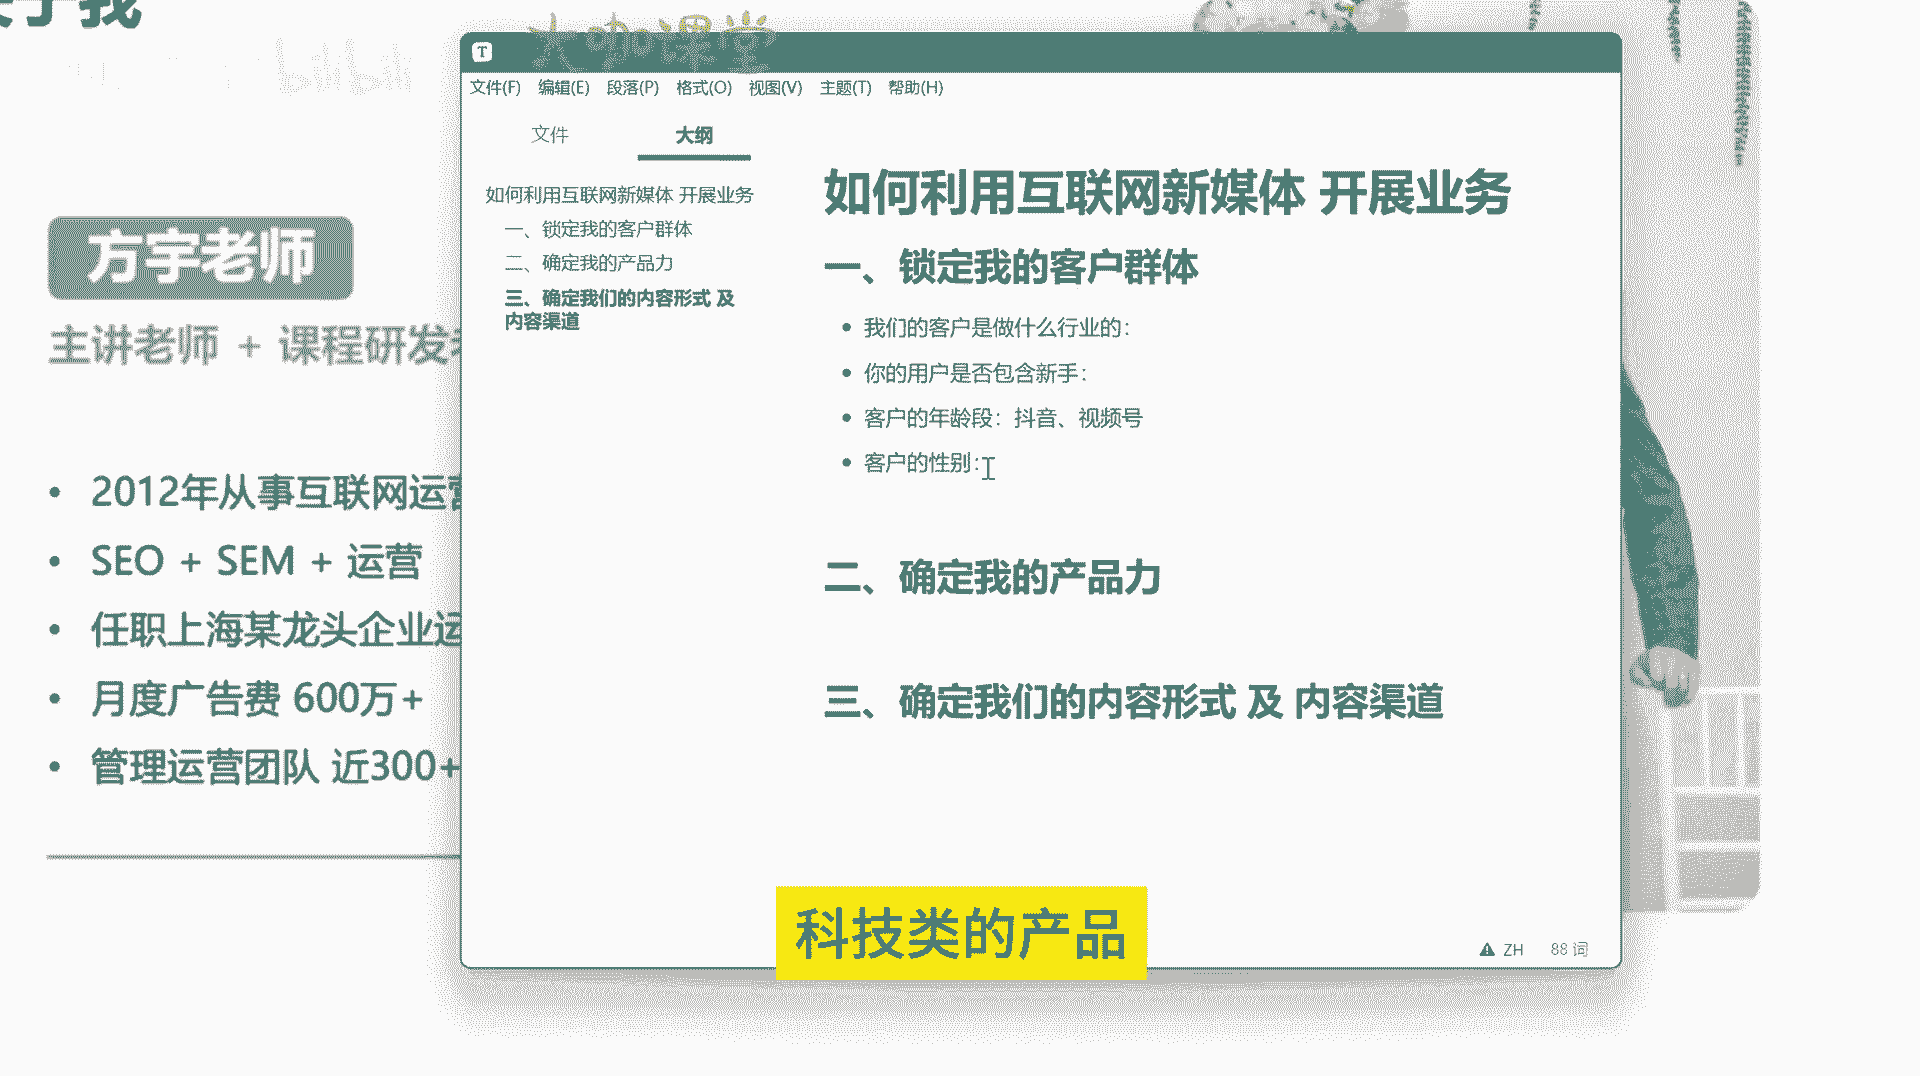 大咖课堂
bilibili
方宇老师
主讲老师 + 课程研发
• 2012年从事互联网运营
• SEO + SEM + 运营
• 任职上海某龙头企业运
• 月度广告费 600万+
• 管理运营团队 近300+
T
文件(F) 编辑(E) 段落(P) 格式(O) 视图(V) 主题(T) 帮助(H)
文件 大纲
如何利用互联网新媒体 开展业务
一、锁定我的客户群体
二、确定我的产品力
三、确定我们的内容形式 及
内容渠道
如何利用互联网新媒体 开展业务
一、锁定我的客户群体
• 我们的客户是做什么行业的：
• 你的用户是否包含新手：
• 客户的年龄段：抖音、视频号
• 客户的性别：
二、确定我的产品力
三、确定我们的内容形式 及 内容渠道
科技类的产品
ZH 88 词